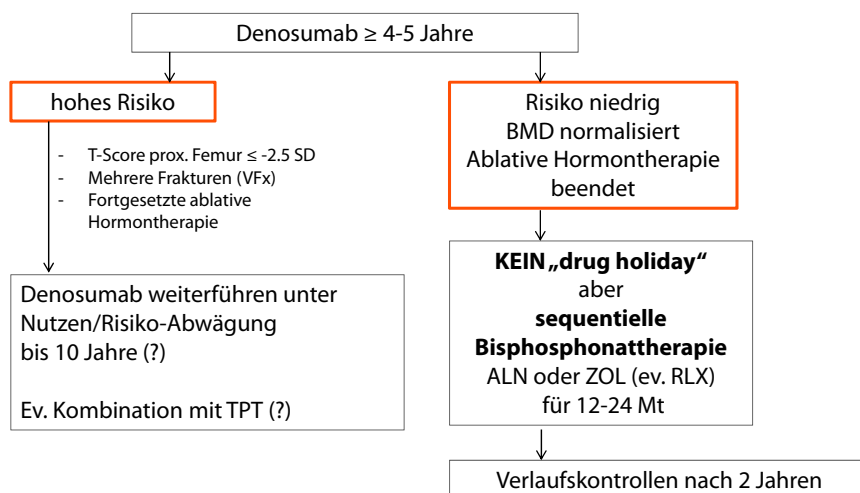 Denosumab ≥ 4-5 Jahre
hohes Risiko
- T-Score prox. Femur ≤ -2.5 SD
- Mehrere Frakturen (VFx)
- Fortgesetzte ablative
Hormontherapie
Denosumab weiterführen unter
Nutzen/Risiko-Abwägung
bis 10 Jahre (?)
Ev. Kombination mit TPT (?)
Risiko niedrig
BMD normalisiert
Ablative Hormontherapie
beendet
KEIN „drug holiday“
aber
sequentielle
Bisphosphonattherapie
ALN oder ZOL (ev. RLX)
für 12-24 Mt
Verlaufskontrollen nach 2 Jahren